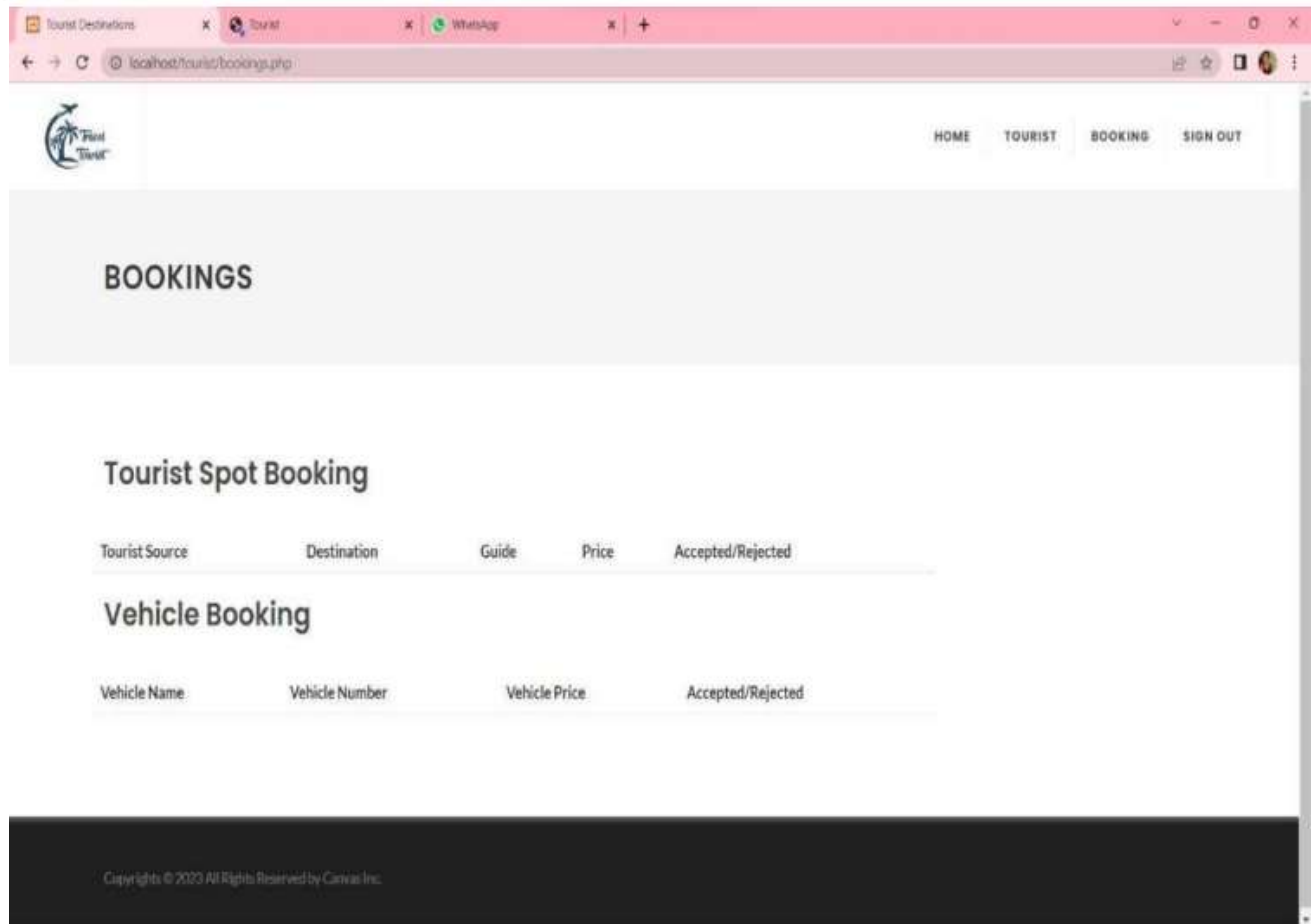 Tourist Destinations
Tourist
WhatsApp
localhost/tourist/bookings.php
Tourist
HOME TOURIST BOOKING SIGN OUT
BOOKINGS
Tourist Spot Booking
Tourist Source Destination Guide Price Accepted/Rejected
Vehicle Booking
Vehicle Name Vehicle Number Vehicle Price Accepted/Rejected
Copyrights © 2023 All Rights Reserved by Canvas Inc.